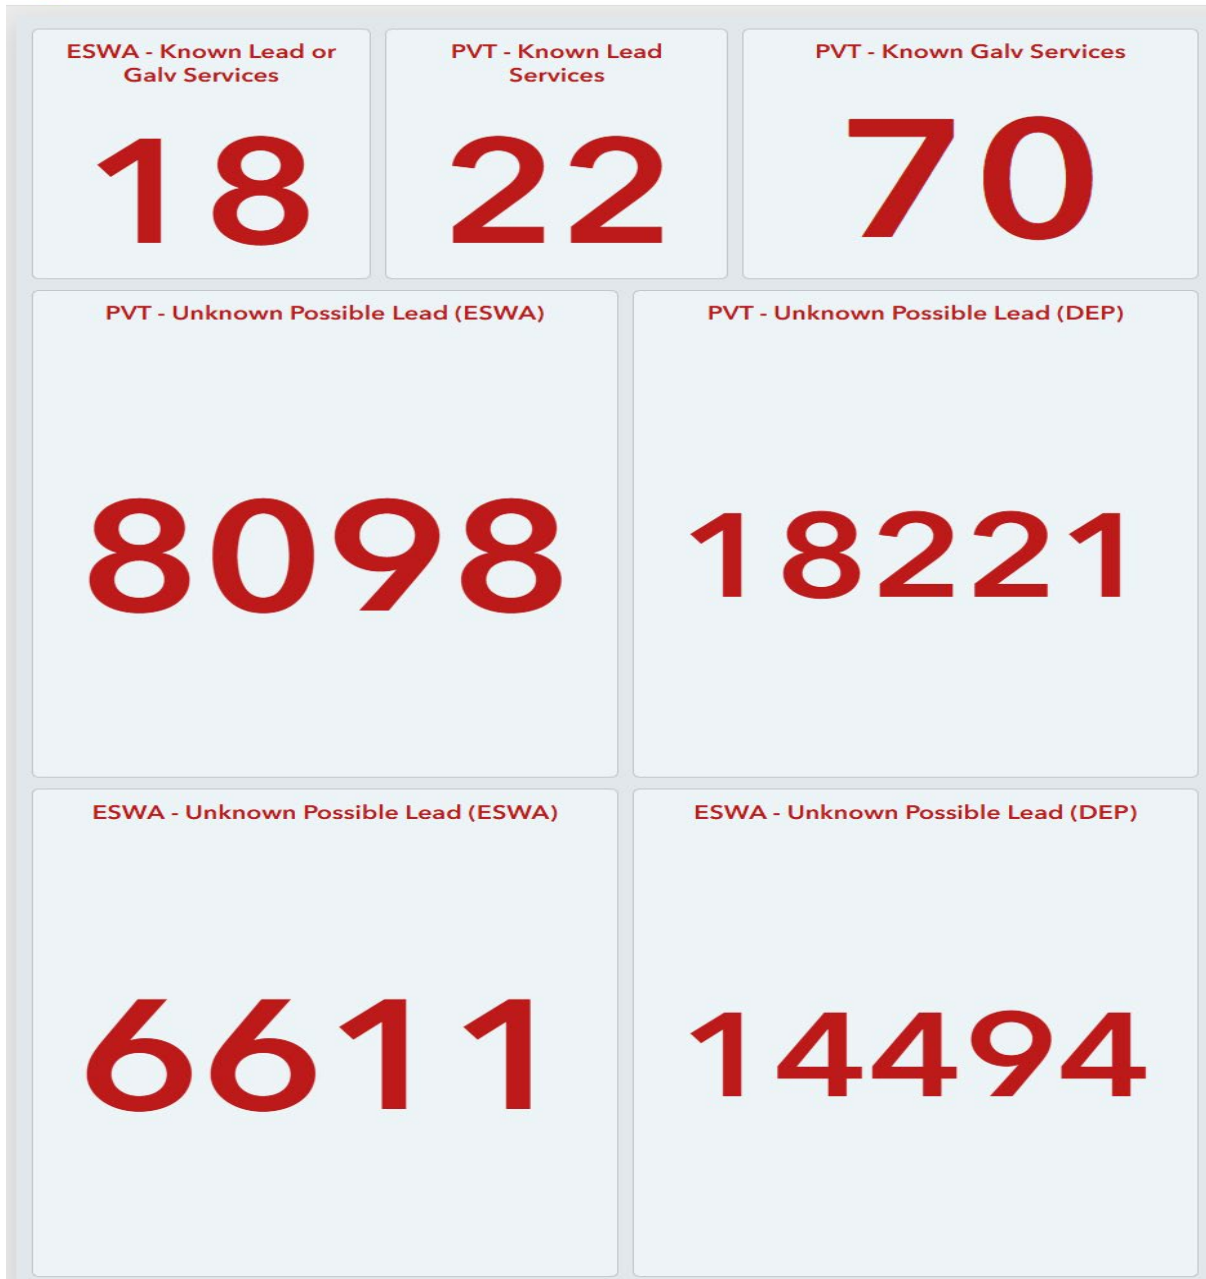 ESWA - Known Lead or
Galv Services
18
PVT - Known Lead
Services
22
PVT - Known Galv Services
70
PVT - Unknown Possible Lead (ESWA)
8098
PVT - Unknown Possible Lead (DEP)
18221
ESWA - Unknown Possible Lead (ESWA)
6611
ESWA - Unknown Possible Lead (DEP)
14494